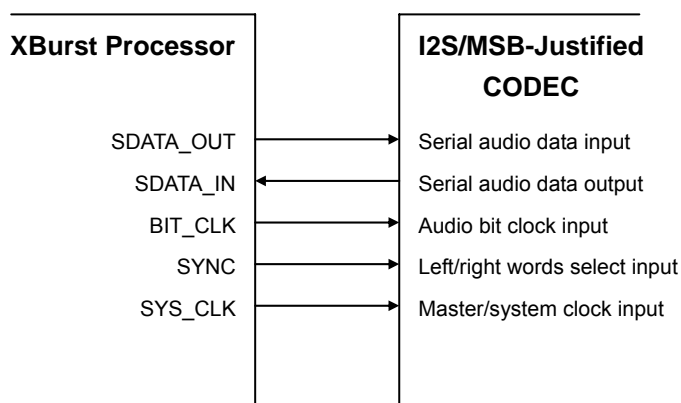 XBurst Processor
I2S/MSB-Justified
CODEC
SDATA_OUT
Serial audio data input
SDATA_IN
Serial audio data output
BIT_CLK
Audio bit clock input
SYNC
Left/right words select input
SYS_CLK
Master/system clock input